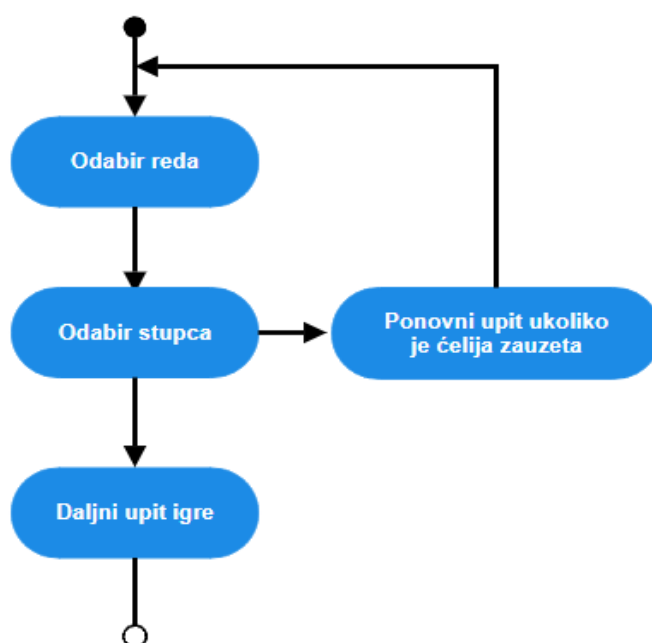 Odabir reda
Odabir stupca
Ponovni upit ukoliko
je ćelija zauzeta
Daljni upit igre